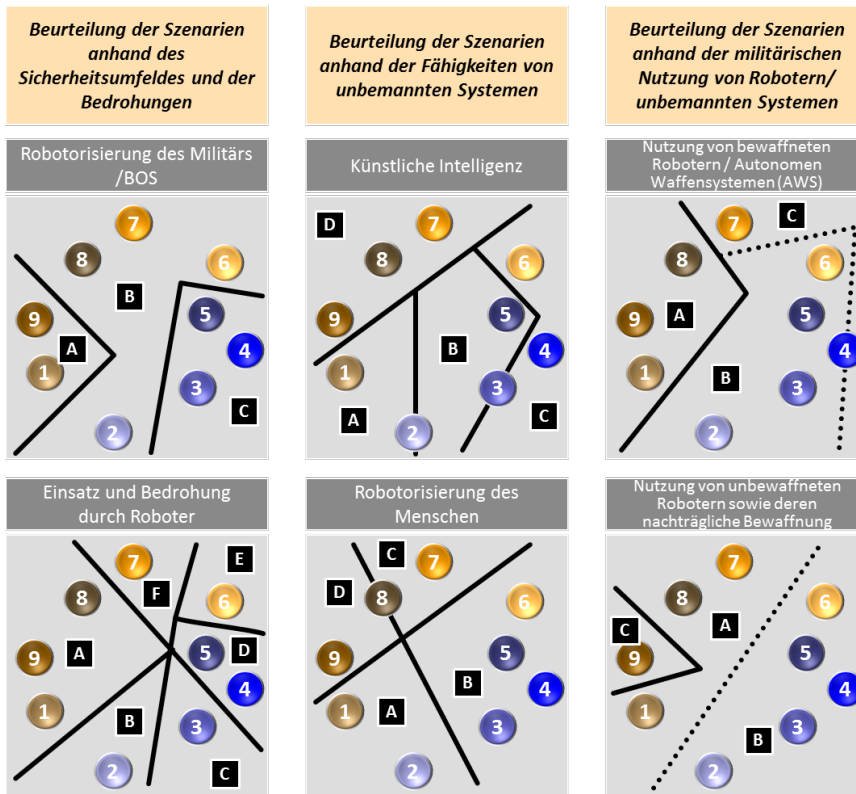 Beurteilung der Szenarien
anhand des
Sicherheitsumfeldes und der
Bedrohungen
Beurteilung der Szenarien
anhand der Fähigkeiten von
unbemannten Systemen
Beurteilung der Szenarien
anhand der militärischen
Nutzung von Robotern/
unbemannten Systemen
Robotorisierung des Militärs
/BOS
7
8
6
B
9
5
A
4
1
3
C
2
Künstliche Intelligenz
D
7
8
6
9
5
B
4
1
3
A
C
2
Nutzung von bewaffneten
Robotern / Autonomen
Waffensystemen (AWS)
C
7
8
6
9
A
5
4
1
B
3
2
Einsatz und Bedrohung
durch Roboter
E
7
F
8
6
9
A
5
D
4
1
B
3
C
2
Robotorisierung des
Menschen
C
7
D
8
6
9
5
B
4
1
A
3
2
Nutzung von unbewaffneten
Robotern sowie deren
nachträgliche Bewaffnung
7
8
6
C
A
9
5
4
1
3
B
2